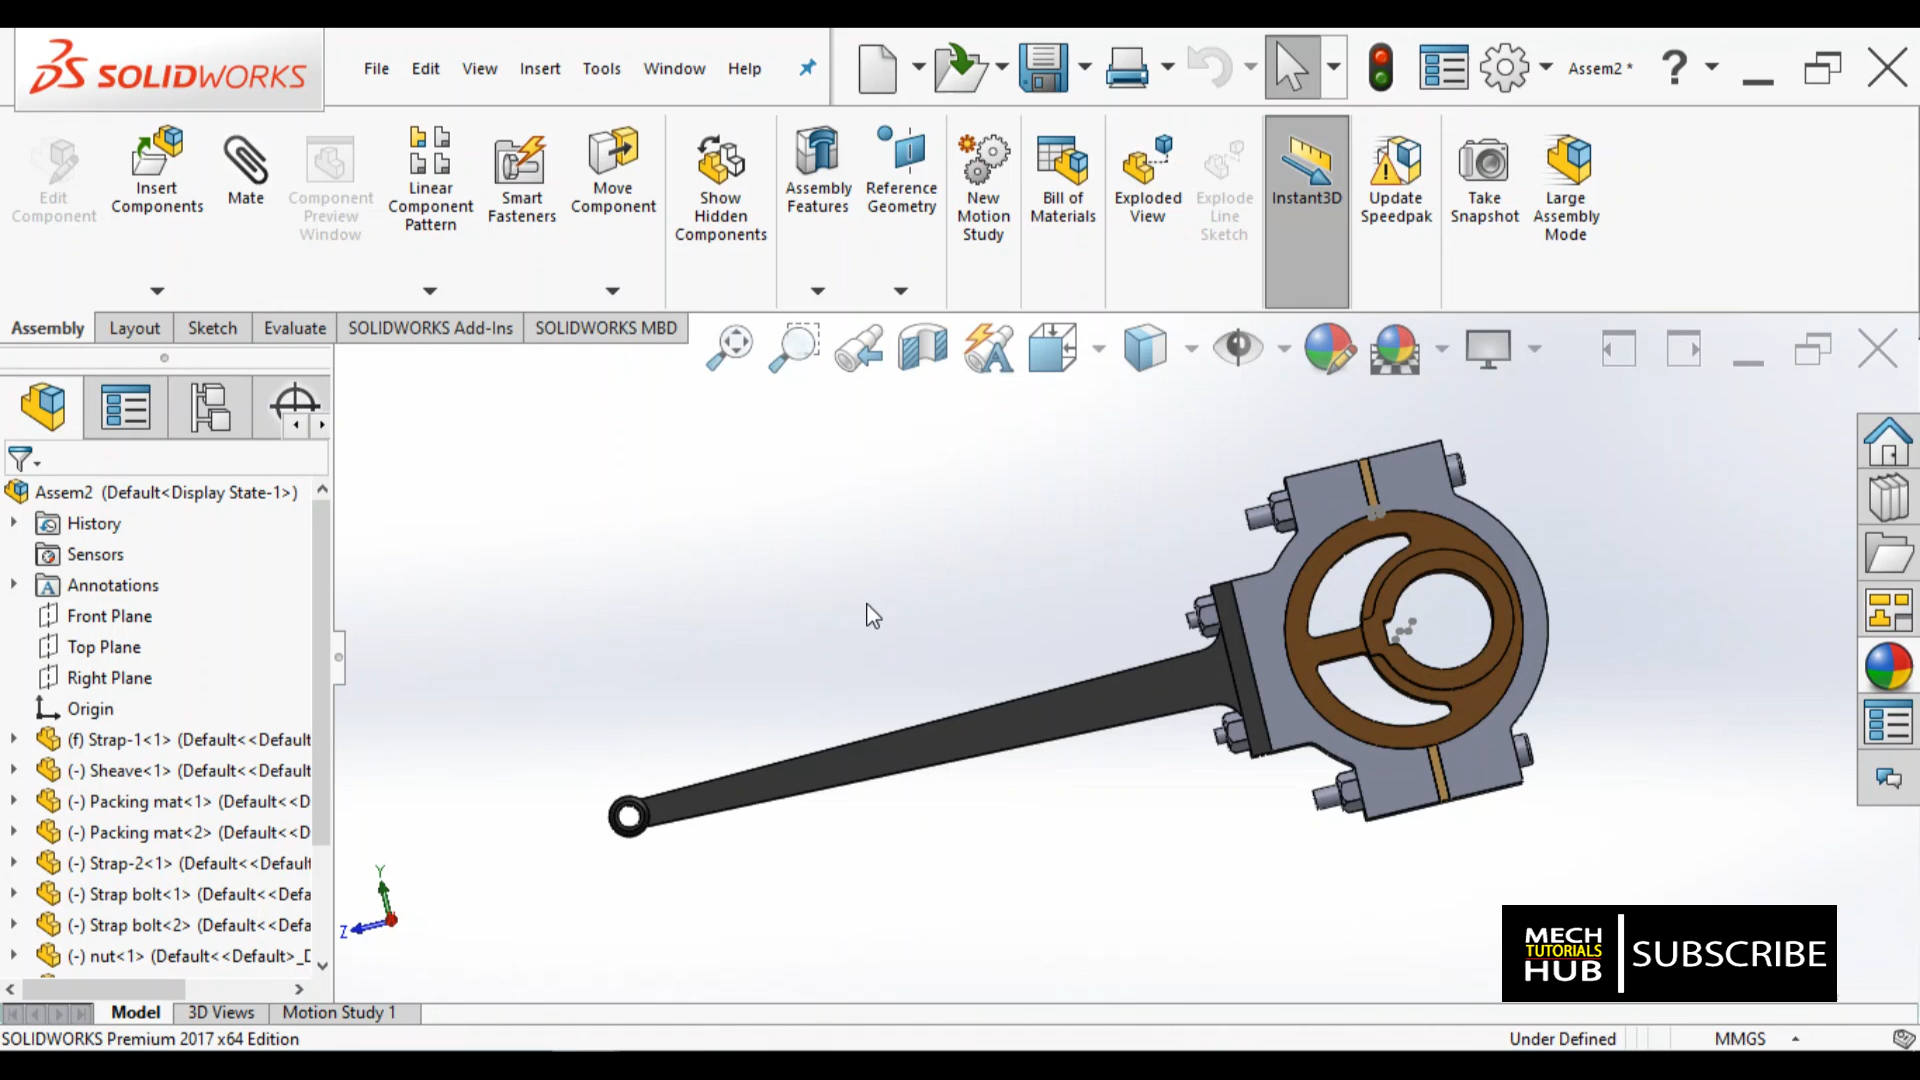 SOLIDWORKS
File Edit View Insert Tools Window Help
Assem2 *
?
Edit Component
Insert Components
Mate
Component Preview Window
Linear Component Pattern
Smart Fasteners
Move Component
Show Hidden Components
Assembly Features
Reference Geometry
New Motion Study
Bill of Materials
Exploded View
Explode Line Sketch
Instant3D
Update Speedpak
Take Snapshot
Large Assembly Mode
Assembly Layout Sketch Evaluate SOLIDWORKS Add-Ins SOLIDWORKS MBD
Assem2 (Default<Display State-1>)
History
Sensors
Annotations
Front Plane
Top Plane
Right Plane
Origin
(f) Strap-1<1> (Default<<Default
(-) Sheave<1> (Default<<Default
(-) Packing mat<1> (Default<<D
(-) Packing mat<2> (Default<<D
(-) Strap-2<1> (Default<<Default
(-) Strap bolt<1> (Default<<Defa
(-) Strap bolt<2> (Default<<Defa
(-) nut<1> (Default<<Default>_D
Y
Z
MECH
TUTORIALS
HUB
SUBSCRIBE
Model 3D Views Motion Study 1
SOLIDWORKS Premium 2017 x64 Edition
Under Defined
MMGS